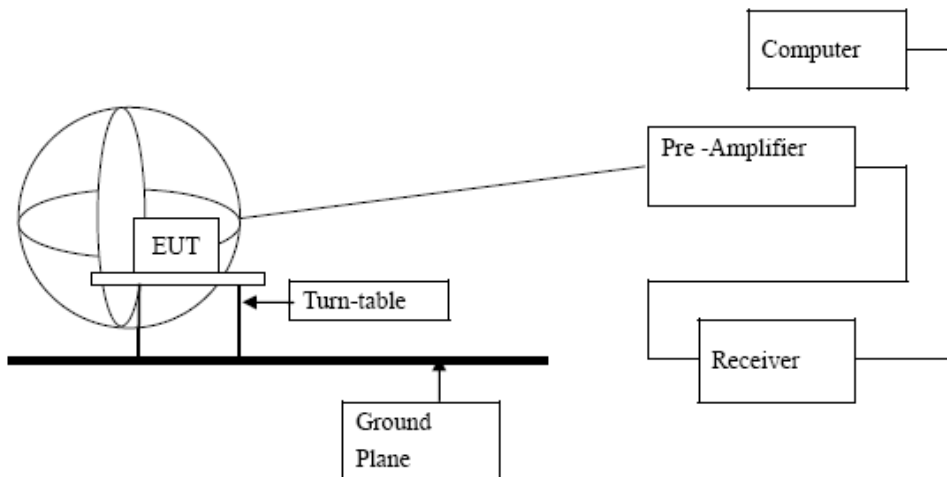 Computer
Pre -Amplifier
EUT
Turn-table
Receiver
Ground
Plane